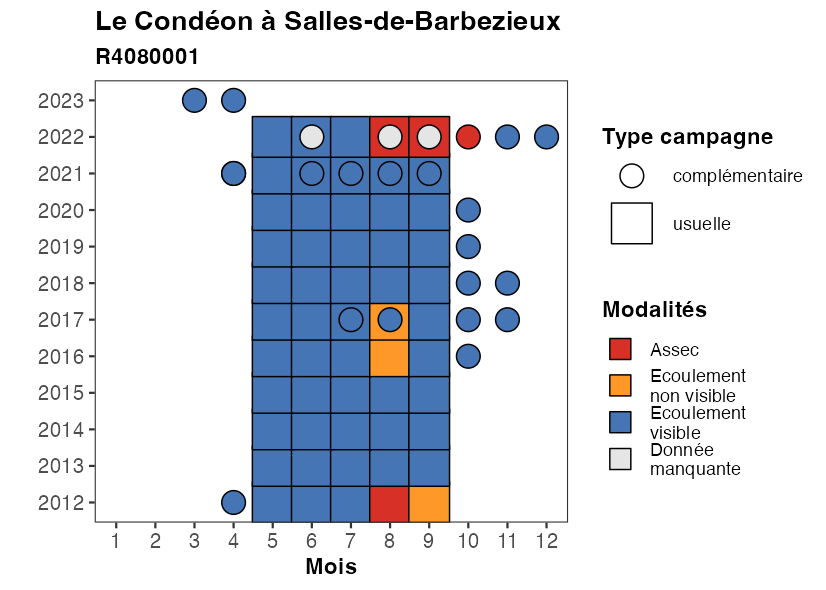 Le Condéon à Salles-de-Barbezieux
R4080001
2023
2022
2021
2020
2019
2018
2017
2016
2015
2014
2013
2012
1 2 3 4 5 6 7 8 9 10 11 12
Mois
Type campagne
complémentaire
usuelle
Modalités
Assec
Ecoulement
non visible
Ecoulement
visible
Donnée
manquante